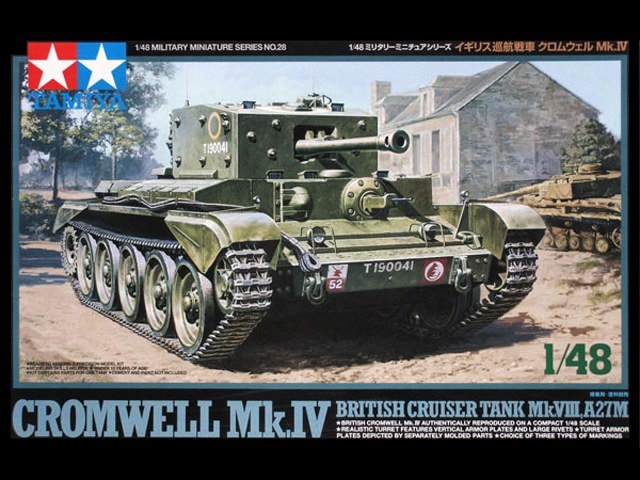 1/48 MILITARY MINIATURE SERIES NO.28
1/48 ミリタリーミニチュアシリーズ イギリス巡航戦車 クロムウェル Mk.IV
TAMIYA
T190041
T190041
52
1/48
CROMWELL Mk.IV
BRITISH CRUISER TANK MkVIII, A27M
★BRITISH CROMWELL Mk.IV AUTHENTICALLY REPRODUCED ON A COMPACT 1/48 SCALE
★REALISTIC TURRET FEATURES VERTICAL ARMOR PLATES AND LARGE RIVETS ★TURRET ARMOR
PLATES DEPICTED BY SEPARATELY MOLDED PARTS ★CHOICE OF THREE TYPES OF MARKINGS